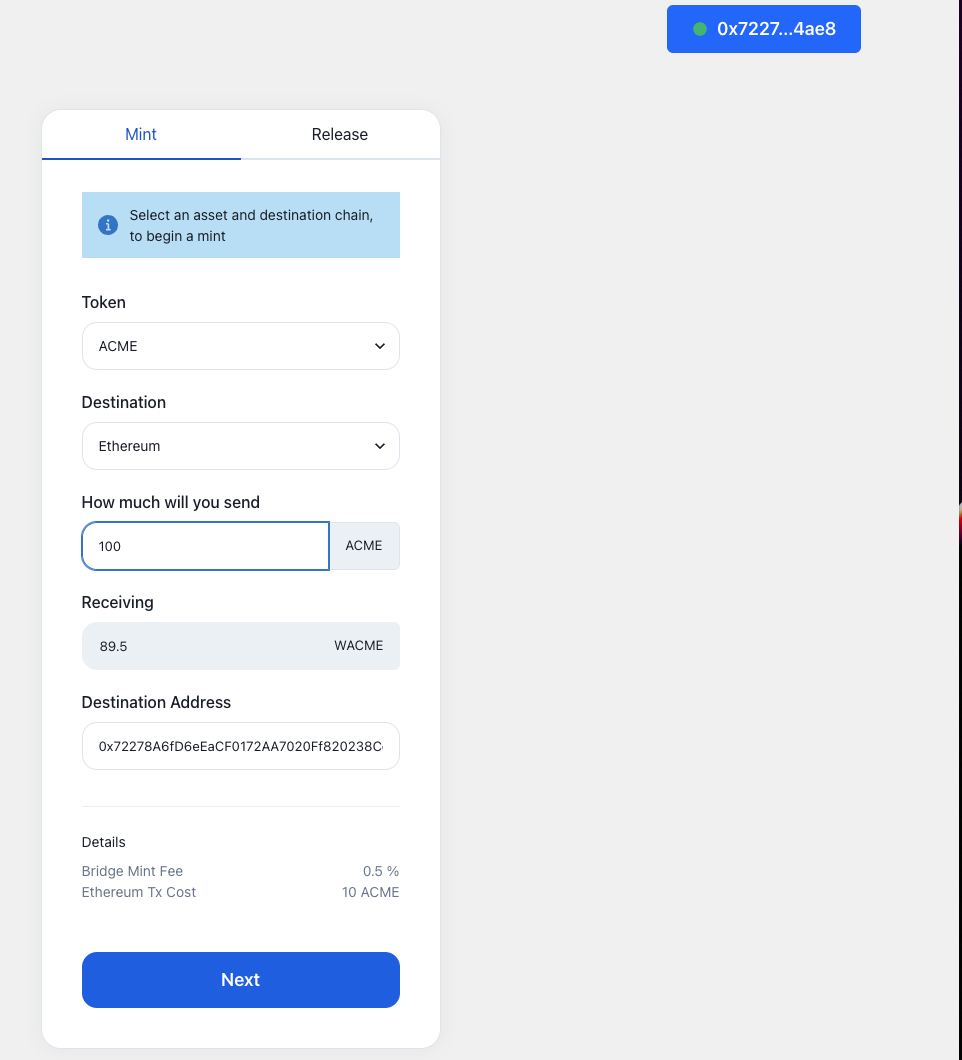 0x7227...4ae8
Mint
Release
Select an asset and destination chain,
to begin a mint
Token
ACME
Destination
Ethereum
How much will you send
100
ACME
Receiving
89.5
WACME
Destination Address
0x72278A6fD6eEaCF0172AA7020Ff820238C
Details
Bridge Mint Fee 0.5 %
Ethereum Tx Cost 10 ACME
Next